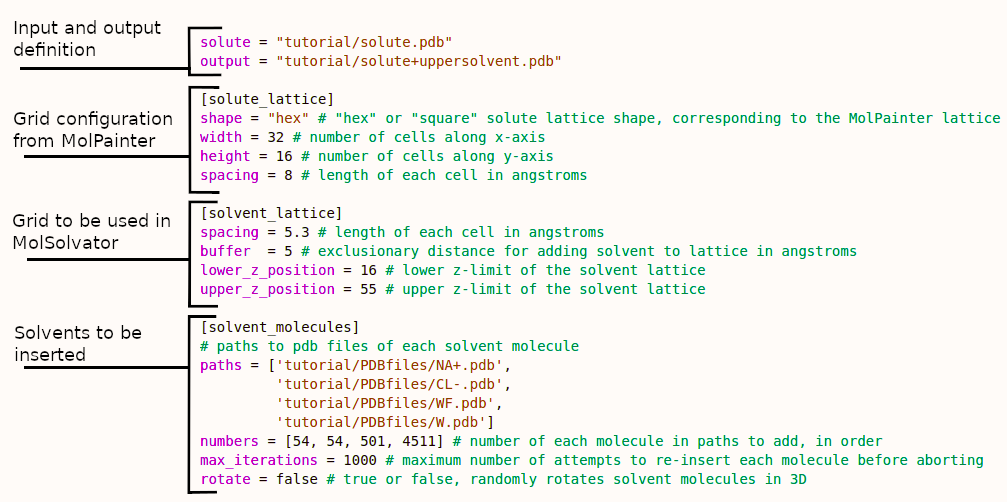 Input and output
definition
solute = "tutorial/solute.pdb"
output = "tutorial/solute+uppersolvent.pdb"
Grid configuration
from MolPainter
[solute_lattice]
shape = "hex" # "hex" or "square" solute lattice shape, corresponding to the MolPainter lattice
width = 32 # number of cells along x-axis
height = 16 # number of cells along y-axis
spacing = 8 # length of each cell in angstroms
Grid to be used in
MolSolvator
[solvent_lattice]
spacing = 5.3 # length of each cell in angstroms
buffer  = 5 # exclusionary distance for adding solvent to lattice in angstroms
lower_z_position = 16 # lower z-limit of the solvent lattice
upper_z_position = 55 # upper z-limit of the solvent lattice
Solvents to be
inserted
[solvent_molecules]
# paths to pdb files of each solvent molecule
paths = ['tutorial/PDBfiles/NA+.pdb',
'tutorial/PDBfiles/CL-.pdb',
'tutorial/PDBfiles/WF.pdb',
'tutorial/PDBfiles/W.pdb']
numbers = [54, 54, 501, 4511] # number of each molecule in paths to add, in order
max_iterations = 1000 # maximum number of attempts to re-insert each molecule before aborting
rotate = false # true or false, randomly rotates solvent molecules in 3D